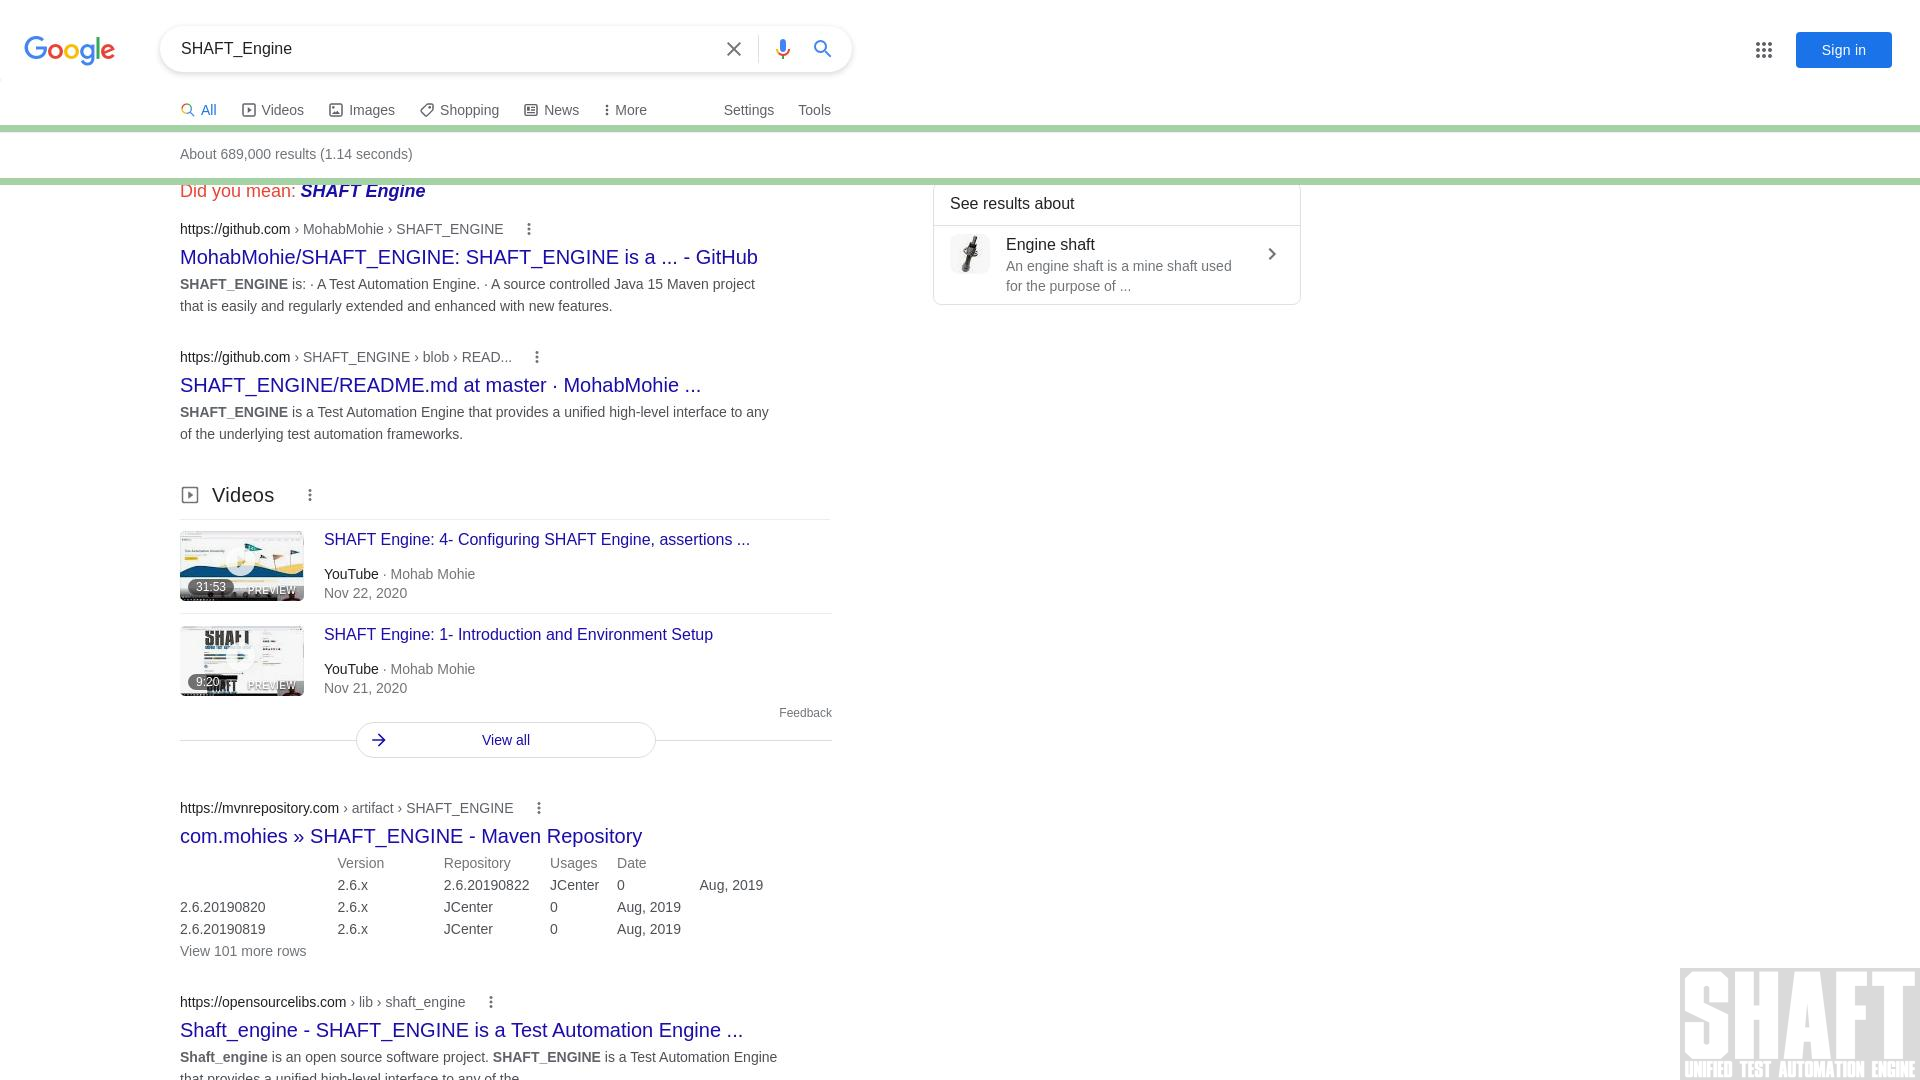 Google
SHAFT_Engine
Sign in
All
Videos
Images
Shopping
News
More
Settings
Tools
About 689,000 results (1.14 seconds)
Did you mean: SHAFT Engine
https://github.com › MohabMohie › SHAFT_ENGINE
MohabMohie/SHAFT_ENGINE: SHAFT_ENGINE is a ... - GitHub
SHAFT_ENGINE is: · A Test Automation Engine. · A source controlled Java 15 Maven project
that is easily and regularly extended and enhanced with new features.
See results about
Engine shaft
An engine shaft is a mine shaft used
for the purpose of ...
https://github.com › SHAFT_ENGINE › blob › READ...
SHAFT_ENGINE/README.md at master · MohabMohie ...
SHAFT_ENGINE is a Test Automation Engine that provides a unified high-level interface to any
of the underlying test automation frameworks.
Videos
31:53
PREVIEW
SHAFT Engine: 4- Configuring SHAFT Engine, assertions ...
YouTube · Mohab Mohie
Nov 22, 2020
SHAFT
9:20
PREVIEW
SHAFT Engine: 1- Introduction and Environment Setup
YouTube · Mohab Mohie
Nov 21, 2020
Feedback
View all
https://mvnrepository.com › artifact › SHAFT_ENGINE
com.mohies » SHAFT_ENGINE - Maven Repository
Version Repository Usages Date
2.6.x 2.6.20190822 JCenter 0 Aug, 2019
2.6.20190820 2.6.x JCenter 0 Aug, 2019
2.6.20190819 2.6.x JCenter 0 Aug, 2019
View 101 more rows
https://opensourcelibs.com › lib › shaft_engine
Shaft_engine - SHAFT_ENGINE is a Test Automation Engine ...
Shaft_engine is an open source software project. SHAFT_ENGINE is a Test Automation Engine
that provides a unified high-level interface to any of the
SHAFT
UNIFIED TEST AUTOMATION ENGINE